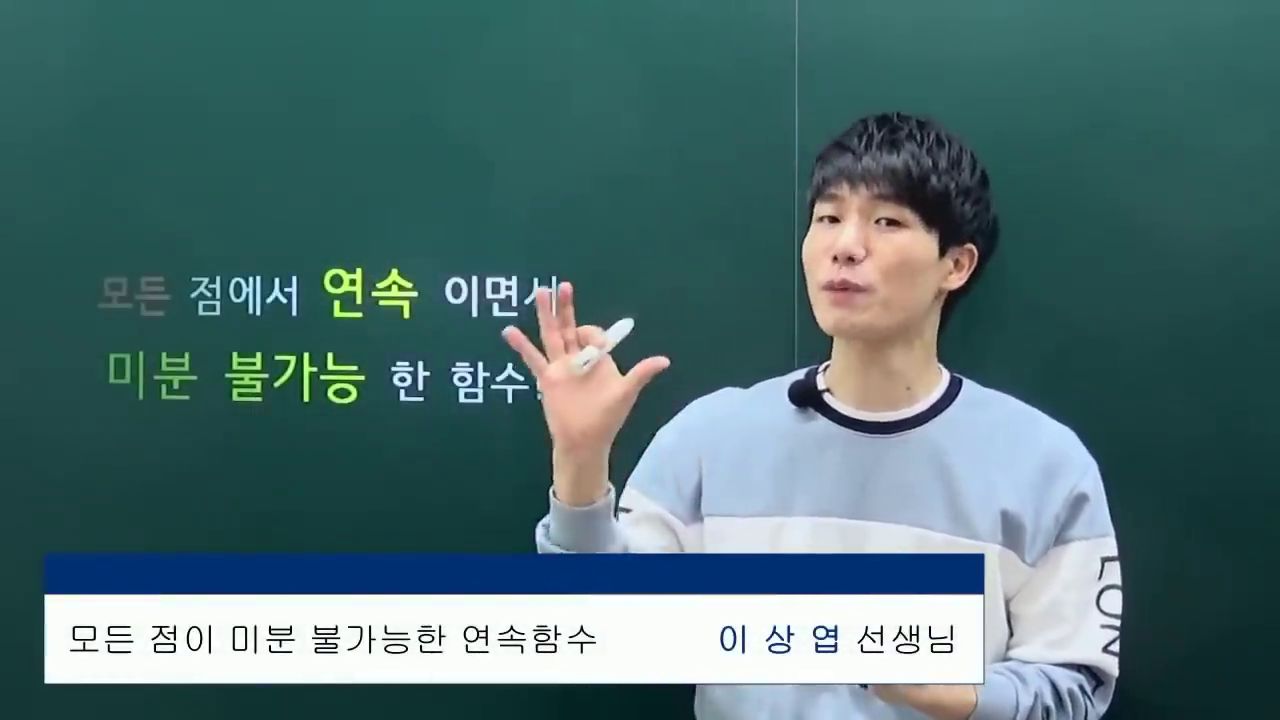 모든 점에서 연속 이면서
미분 불가능 한 함수?
모든 점이 미분 불가능한 연속함수
이 상 엽 선생님
LON